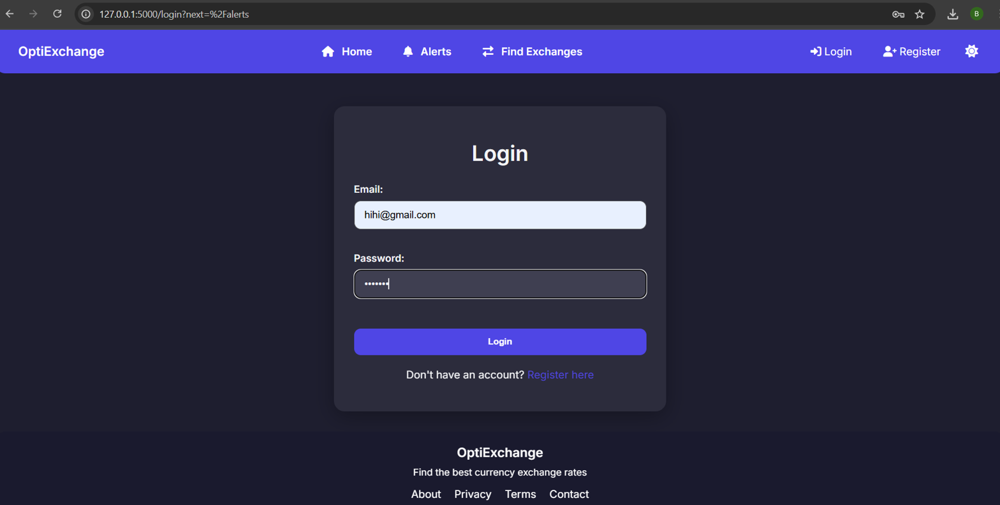 127.0.0.1:5000/login?next=%2Falerts
B
OptiExchange
Home
Alerts
Find Exchanges
Login
Register
Login
Email:
hihi@gmail.com
Password:
•••••••
Login
Don't have an account? Register here
OptiExchange
Find the best currency exchange rates
About Privacy Terms Contact